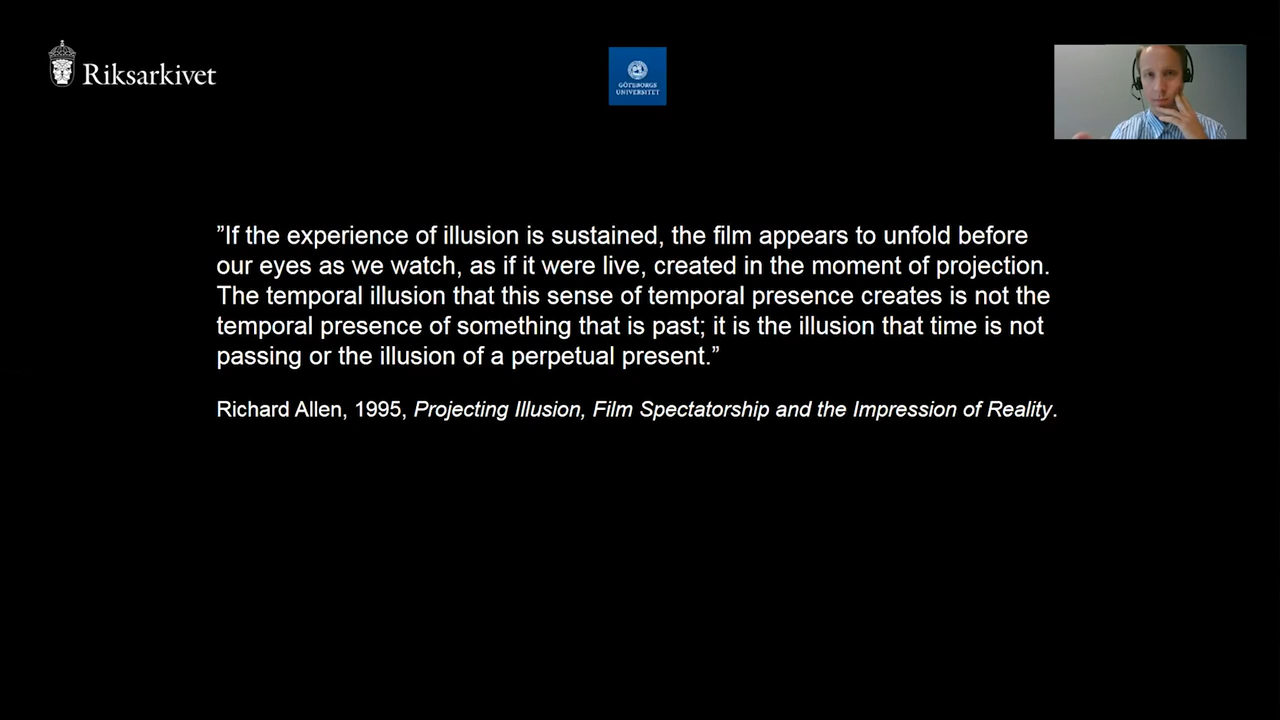 Riksarkivet
GÖTEBORGS
UNIVERSITET
”If the experience of illusion is sustained, the film appears to unfold before
our eyes as we watch, as if it were live, created in the moment of projection.
The temporal illusion that this sense of temporal presence creates is not the
temporal presence of something that is past; it is the illusion that time is not
passing or the illusion of a perpetual present.”
Richard Allen, 1995, Projecting Illusion, Film Spectatorship and the Impression of Reality.